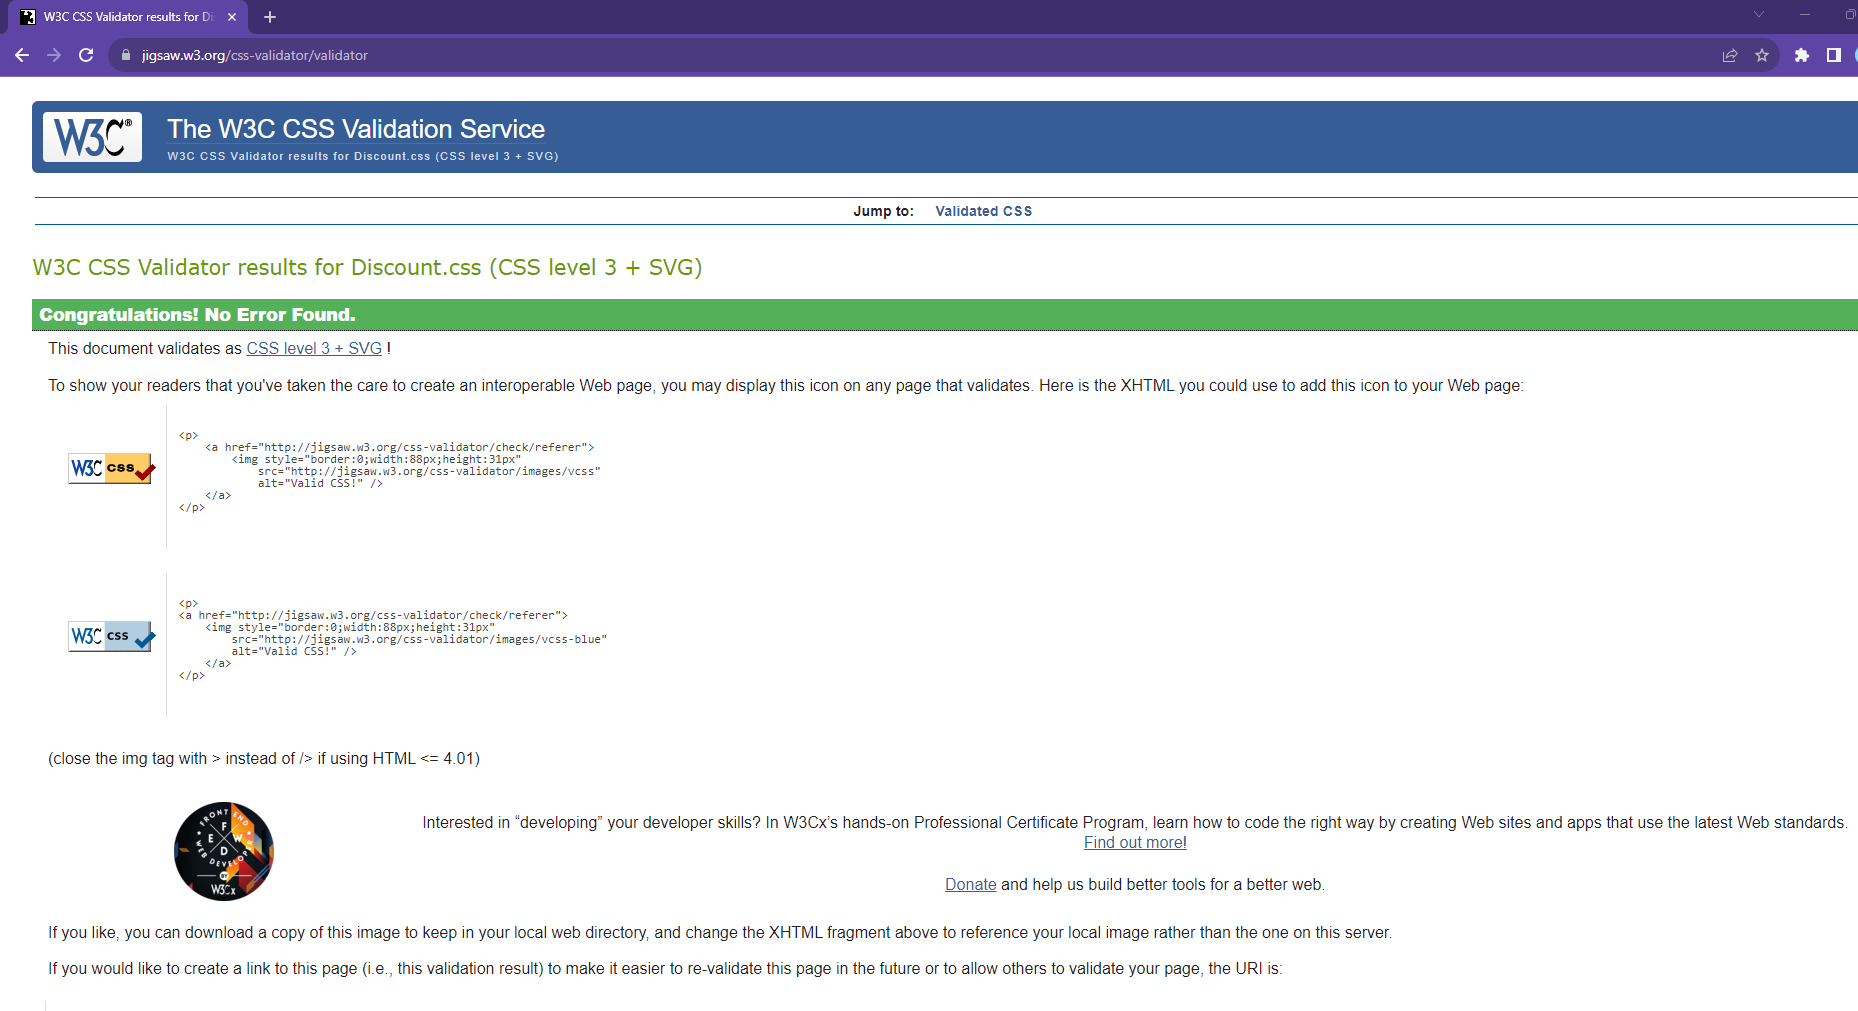 W3C CSS Validator results for Di
jigsaw.w3.org/css-validator/validator
W3C®
The W3C CSS Validation Service
W3C CSS Validator results for Discount.css (CSS level 3 + SVG)
Jump to: Validated CSS
W3C CSS Validator results for Discount.css (CSS level 3 + SVG)
Congratulations! No Error Found.
This document validates as CSS level 3 + SVG !
To show your readers that you've taken the care to create an interoperable Web page, you may display this icon on any page that validates. Here is the XHTML you could use to add this icon to your Web page:
W3C css
<p>
<a href="http://jigsaw.w3.org/css-validator/check/referer">
<img style="border:0;width:88px;height:31px"
src="http://jigsaw.w3.org/css-validator/images/vcss"
alt="Valid CSS!" />
</a>
</p>
W3C css
<p>
<a href="http://jigsaw.w3.org/css-validator/check/referer">
<img style="border:0;width:88px;height:31px"
src="http://jigsaw.w3.org/css-validator/images/vcss-blue"
alt="Valid CSS!" />
</a>
</p>
(close the img tag with > instead of /> if using HTML <= 4.01)
FRONT END
F
E W
D
WEB DEVELOPER
BY
W3Cx
Interested in “developing” your developer skills? In W3Cx’s hands-on Professional Certificate Program, learn how to code the right way by creating Web sites and apps that use the latest Web standards.
Find out more!
Donate and help us build better tools for a better web.
If you like, you can download a copy of this image to keep in your local web directory, and change the XHTML fragment above to reference your local image rather than the one on this server.
If you would like to create a link to this page (i.e., this validation result) to make it easier to re-validate this page in the future or to allow others to validate your page, the URI is: